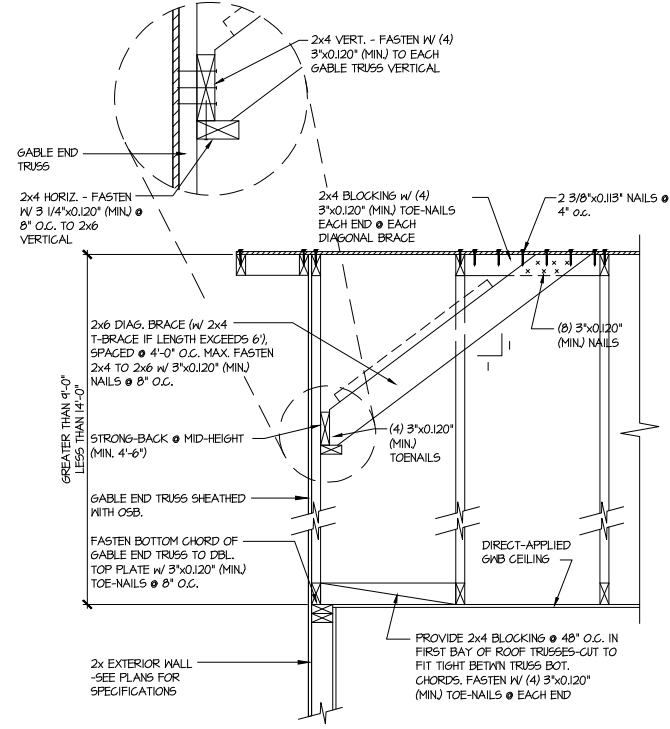 2x4 VERT. - FASTEN W/ (4)
3"x0.120" (MIN.) TO EACH
GABLE TRUSS VERTICAL
GABLE END
TRUSS
2x4 HORIZ. - FASTEN
W/ 3 1/4"x0.120" (MIN.) @
8" O.C. TO 2x6
VERTICAL
2x4 BLOCKING w/ (4)
3"x0.120" (MIN.) TOE-NAILS
EACH END @ EACH
DIAGONAL BRACE
2 3/8"x0.113" NAILS @
4" o.c.
2x6 DIAG. BRACE (w/ 2x4
T-BRACE IF LENGTH EXCEEDS 6'),
SPACED @ 4'-0" O.C. MAX. FASTEN
2x4 TO 2x6 w/ 3"x0.120" (MIN.)
NAILS @ 8" O.C.
(8) 3"x0.120"
(MIN.) NAILS
1
1
GREATER THAN 9'-0"
LESS THAN 14'-0"
STRONG-BACK @ MID-HEIGHT
(MIN. 4'-6")
(4) 3"x0.120"
(MIN.)
TOENAILS
GABLE END TRUSS SHEATHED
WITH OSB.
FASTEN BOTTOM CHORD OF
GABLE END TRUSS TO DBL.
TOP PLATE w/ 3"x0.120" (MIN.)
TOE-NAILS @ 8" O.C.
DIRECT-APPLIED
GWB CEILING
2x EXTERIOR WALL
-SEE PLANS FOR
SPECIFICATIONS
PROVIDE 2x4 BLOCKING @ 48" O.C. IN
FIRST BAY OF ROOF TRUSSES-CUT TO
FIT TIGHT BETW'N TRUSS BOT.
CHORDS. FASTEN W/ (4) 3"x0.120"
(MIN.) TOE-NAILS @ EACH END